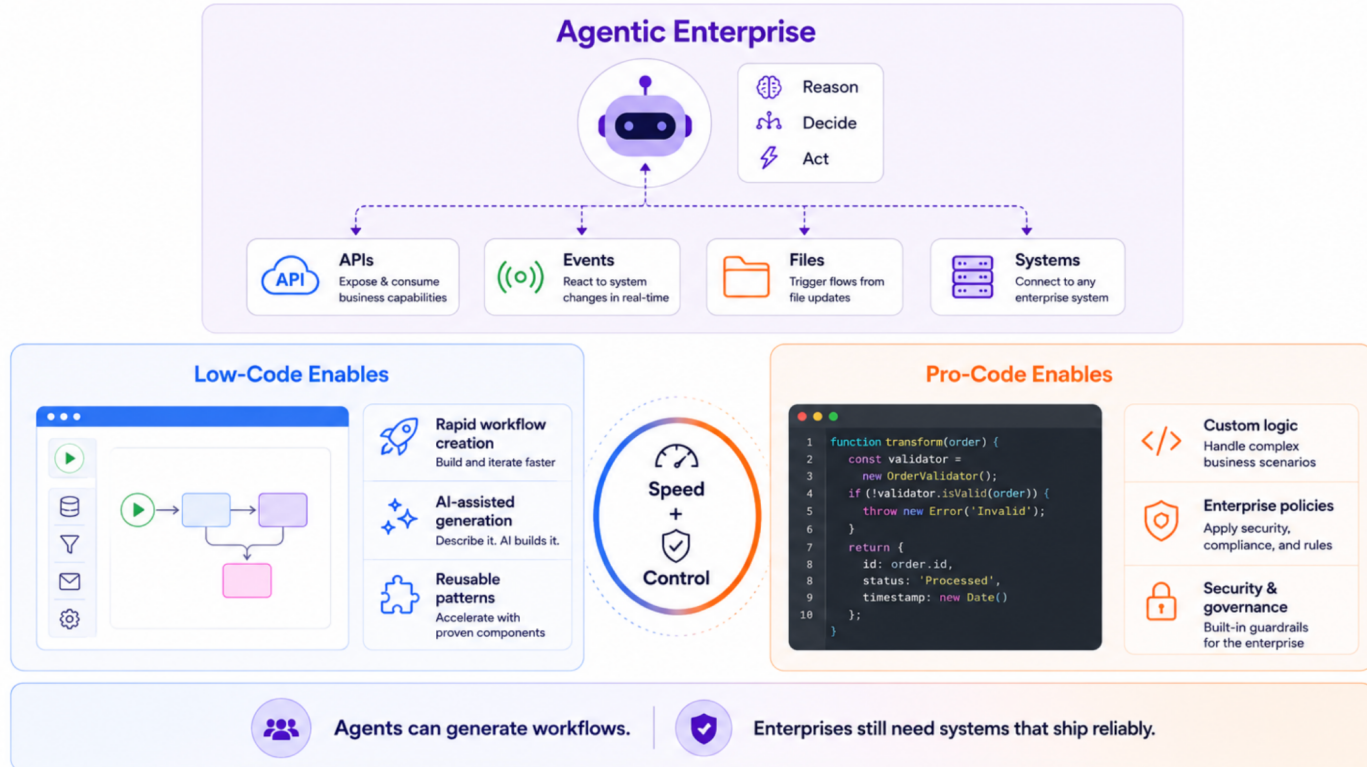 Agentic Enterprise
Reason
Decide
Act
API
APIs
Expose & consume
business capabilities
Events
React to system
changes in real-time
Files
Trigger flows from
file updates
Systems
Connect to any
enterprise system
Low-Code Enables
Rapid workflow
creation
Build and iterate faster
AI-assisted
generation
Describe it. AI builds it.
Reusable
patterns
Accelerate with
proven components
Speed
+
Control
Pro-Code Enables
1 function transform(order) {
2 const validator =
3 new OrderValidator();
4 if (!validator.isValid(order)) {
5 throw new Error('Invalid');
6 }
7 return {
8 id: order.id,
8 status: 'Processed',
9 timestamp: new Date()
10 };
}
Custom logic
Handle complex
business scenarios
Enterprise policies
Apply security,
compliance, and rules
Security &
governance
Built-in guardrails
for the enterprise
Agents can generate workflows.
Enterprises still need systems that ship reliably.